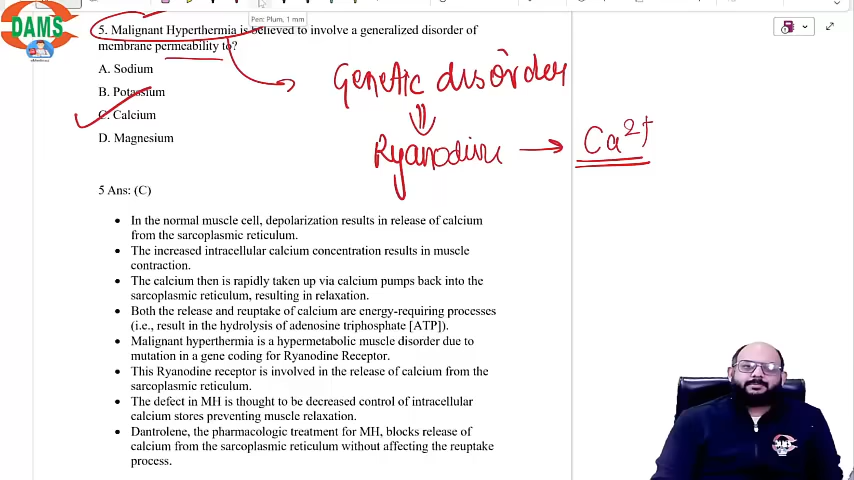 DAMS
Pen: Plum, 1 mm
5. Malignant Hyperthermia is believed to involve a generalized disorder of
membrane permeability to?
A. Sodium
B. Potassium
C. Calcium
D. Magnesium
Genetic disorder
Ryanodine → Ca2+
5 Ans: (C)
• In the normal muscle cell, depolarization results in release of calcium
from the sarcoplasmic reticulum.
• The increased intracellular calcium concentration results in muscle
contraction.
• The calcium then is rapidly taken up via calcium pumps back into the
sarcoplasmic reticulum, resulting in relaxation.
• Both the release and reuptake of calcium are energy-requiring processes
(i.e., result in the hydrolysis of adenosine triphosphate [ATP]).
• Malignant hyperthermia is a hypermetabolic muscle disorder due to
mutation in a gene coding for Ryanodine Receptor.
• This Ryanodine receptor is involved in the release of calcium from the
sarcoplasmic reticulum.
• The defect in MH is thought to be decreased control of intracellular
calcium stores preventing muscle relaxation.
• Dantrolene, the pharmacologic treatment for MH, blocks release of
calcium from the sarcoplasmic reticulum without affecting the reuptake
process.